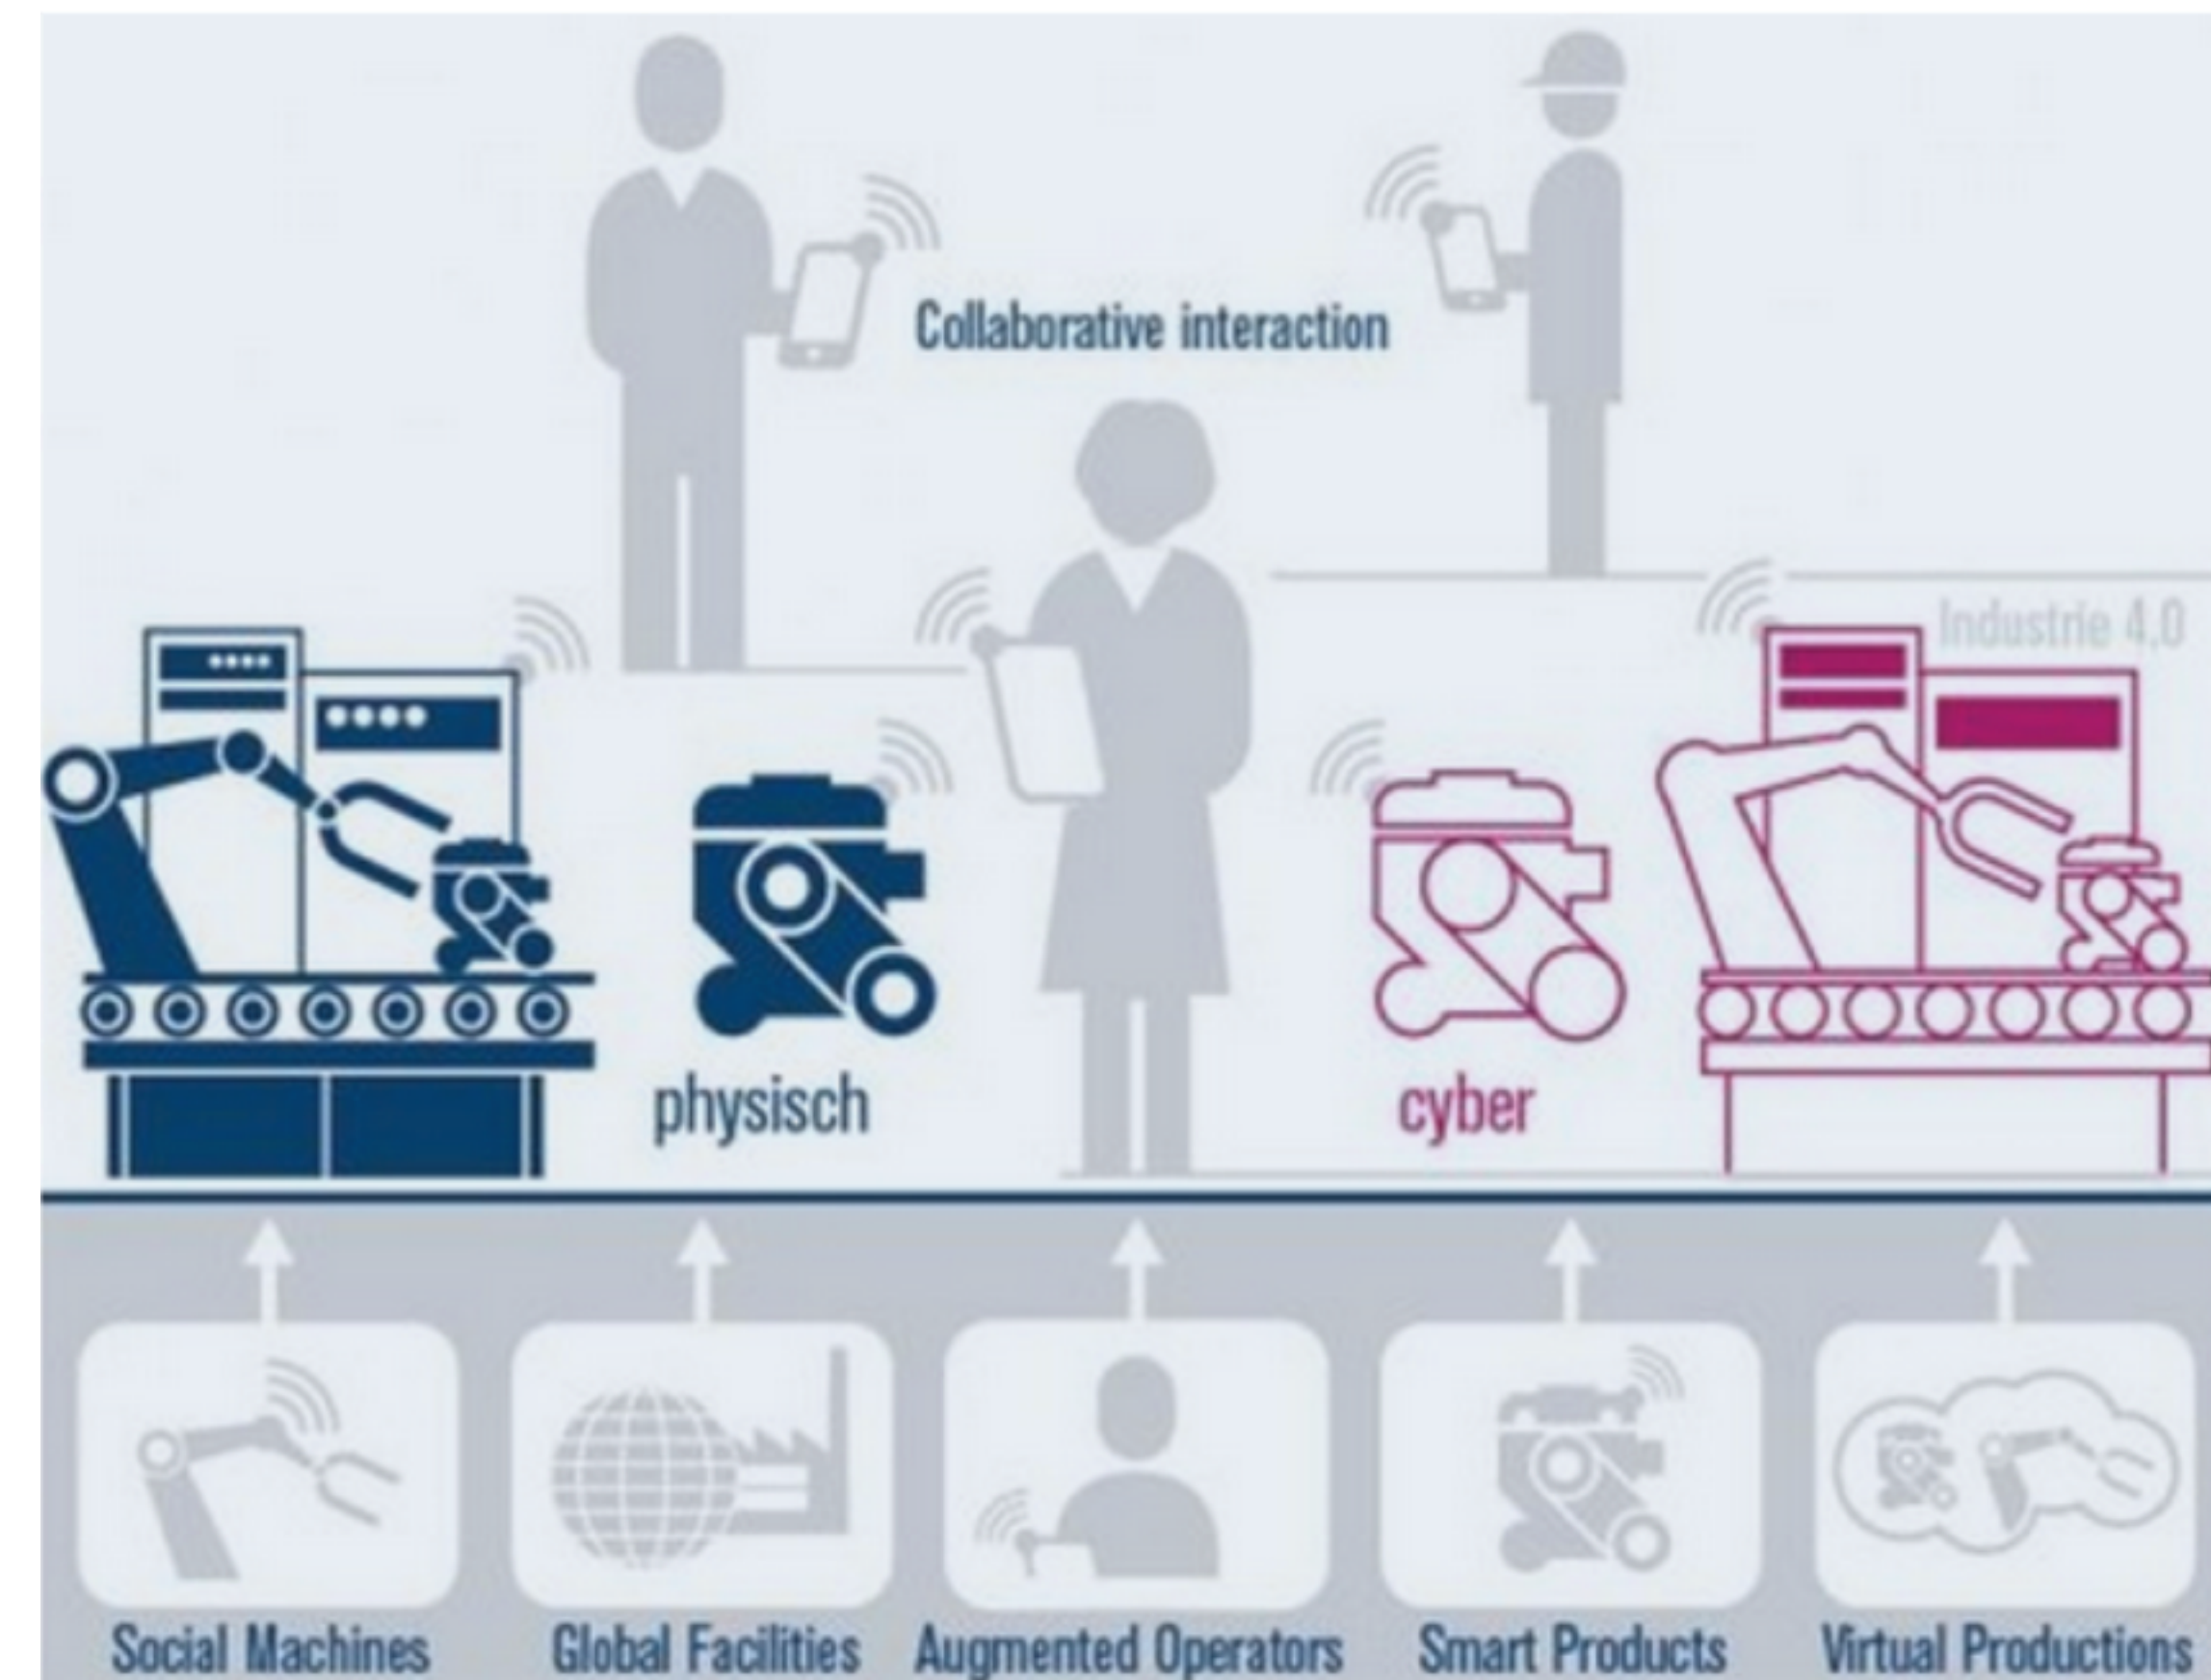 Collaborative interaction
Industrie 4.0
physisch
cyber
Social Machines
Global Facilities
Augmented Operators
Smart Products
Virtual Productions